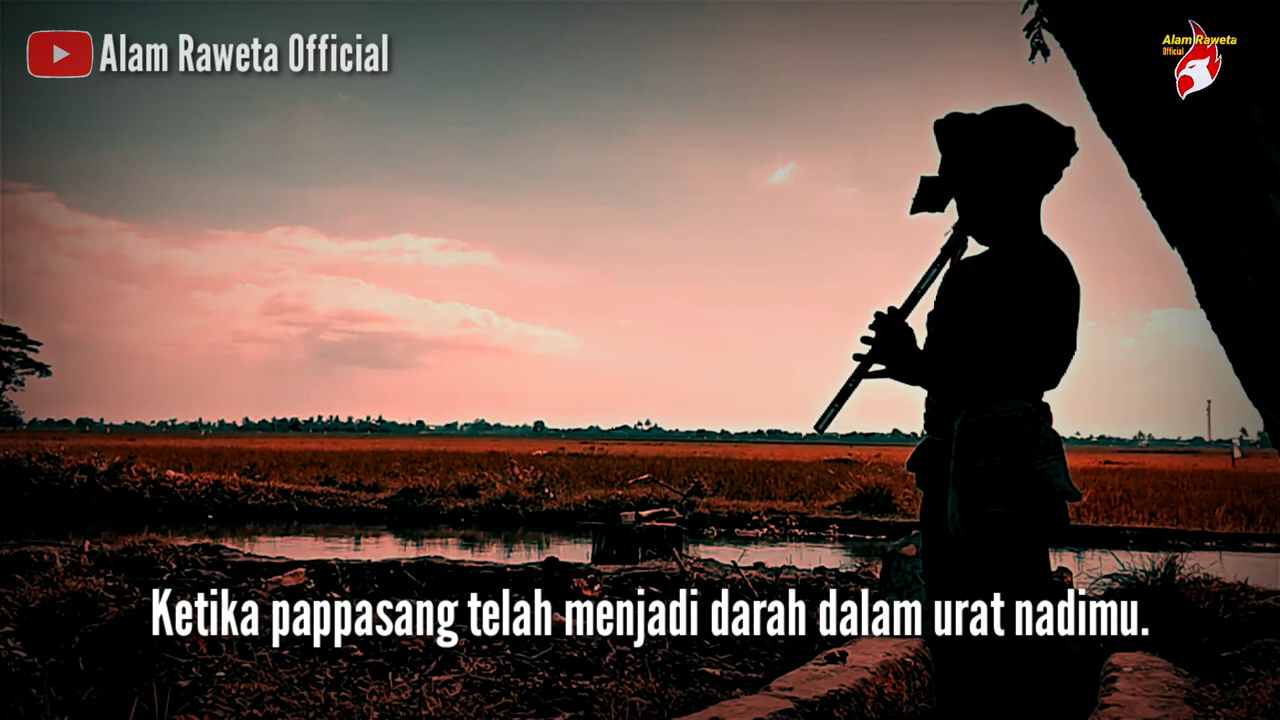 Alam Raweta Official
Alam Raweta
Official
Ketika pappasang telah menjadi darah dalam urat nadimu.